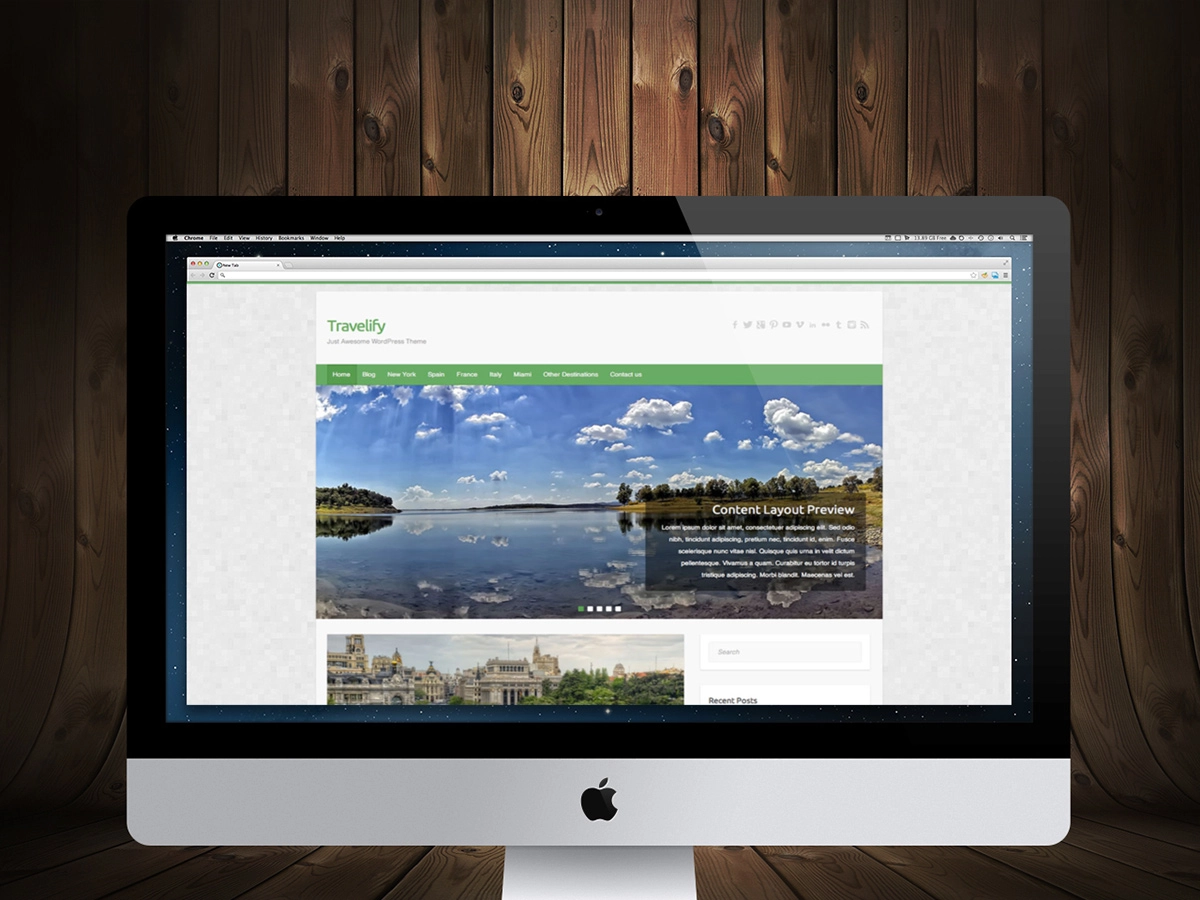 Chrome File Edit View History Bookmarks Window Help
11.89 GB Free
New Tab
Travelify
Just Awesome WordPress Theme
Home Blog New York Spain France Italy Miami Other Destinations Contact us
Content Layout Preview
Lorem ipsum dolor sit amet, consectetuer adipiscing elit. Sed odio
nibh, tincidunt adipiscing, pretium nec, tincidunt id, enim. Fusce
scelerisque nunc vitae nisl. Quisque quis urna in velit dictum
pellentesque. Vivamus a quam. Curabitur eu tortor id turpis
tristique adipiscing. Morbi blandit. Maecenas vel est.
Search
Recent Posts